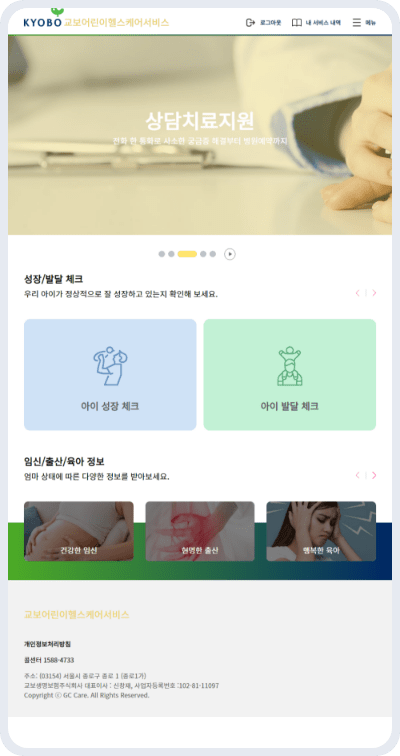 KYOBO 교보어린이헬스케어서비스
로그아웃 내 서비스 내역 메뉴
상담치료지원
전화 한 통화로 사소한 궁금증 해결부터 병원예약까지
성장/발달 체크
우리 아이가 정상적으로 잘 성장하고 있는지 확인해 보세요.
아이 성장 체크 아이 발달 체크
임신/출산/육아 정보
엄마 상태에 따른 다양한 정보를 받아보세요.
건강한 임신 현명한 출산 행복한 육아
교보어린이헬스케어서비스
개인정보처리방침
콜센터 1588-4733
주소: (03154) 서울시 종로구 종로 1 (종로1가)
교보생명보험주식회사 대표이사 : 신창재, 사업자등록번호 :102-81-11097
Copyright ⓒ GC Care. All Rights Reserved.